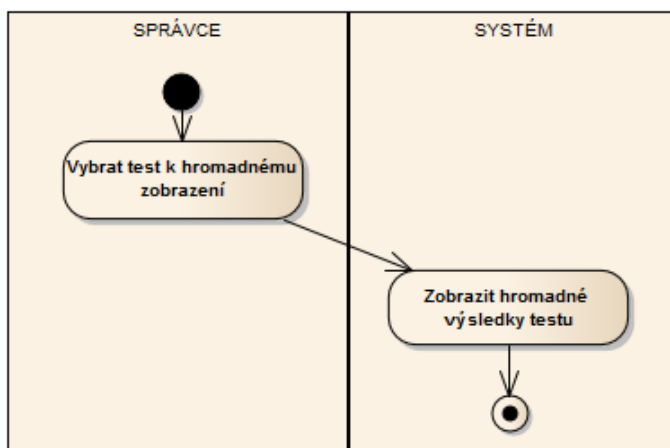 SPRÁVCE
SYSTÉM
Vybrat test k hromadnému
zobrazení
Zobrazit hromadné
výsledky testu